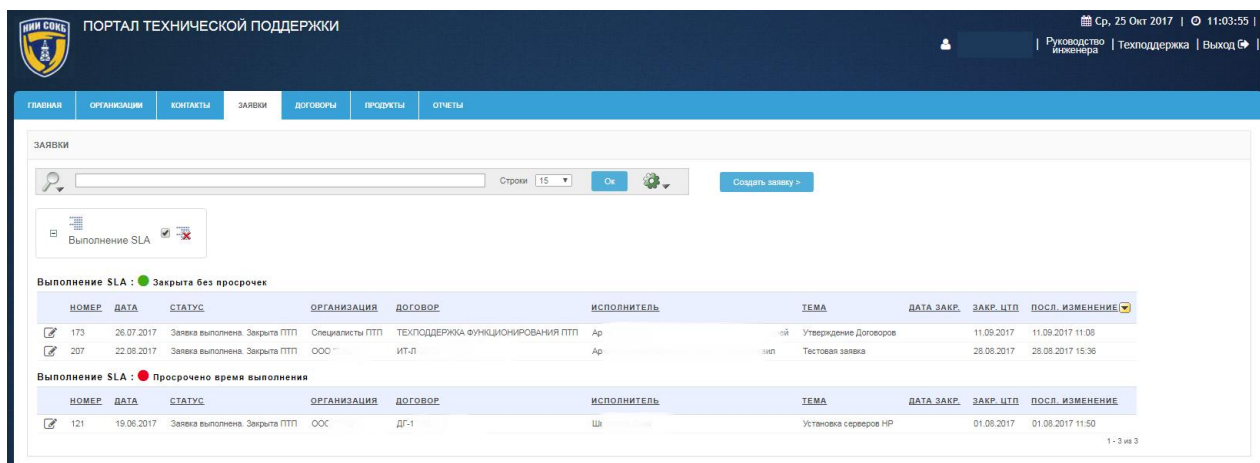 НИИ СОКБ
ПОРТАЛ ТЕХНИЧЕСКОЙ ПОДДЕРЖКИ
Ср, 25 Окт 2017 | 11:03:55 |
| Руководство инженера | Техподдержка | Выход |
ГЛАВНАЯ ОРГАНИЗАЦИИ КОНТАКТЫ ЗАЯВКИ ДОГОВОРЫ ПРОДУКТЫ ОТЧЕТЫ
ЗАЯВКИ
Строки 15 Ок Создать заявку >
Выполнение SLA
Выполнение SLA : Закрыта без просрочек
НОМЕР ДАТА СТАТУС ОРГАНИЗАЦИЯ ДОГОВОР ИСПОЛНИТЕЛЬ ТЕМА ДАТА ЗАКР. ЗАКР. ЦТП ПОСЛ. ИЗМЕНЕНИЕ
173 26.07.2017 Заявка выполнена. Закрыта ПТП Специалисты ПТП ТЕХПОДДЕРЖКА ФУНКЦИОНИРОВАНИЯ ПТП Ар ей Утверждение Договоров 11.09.2017 11.09.2017 11:08
207 22.08.2017 Заявка выполнена. Закрыта ПТП ООО ИТ-Л Ар Тестовая заявка 28.08.2017 28.08.2017 15:36
Выполнение SLA : Просрочено время выполнения
НОМЕР ДАТА СТАТУС ОРГАНИЗАЦИЯ ДОГОВОР ИСПОЛНИТЕЛЬ ТЕМА ДАТА ЗАКР. ЗАКР. ЦТП ПОСЛ. ИЗМЕНЕНИЕ
121 19.06.2017 Заявка выполнена. Закрыта ПТП ООО ДГ-1 Установка серверов HP 01.08.2017 01.08.2017 11:50
1 - 3 из 3